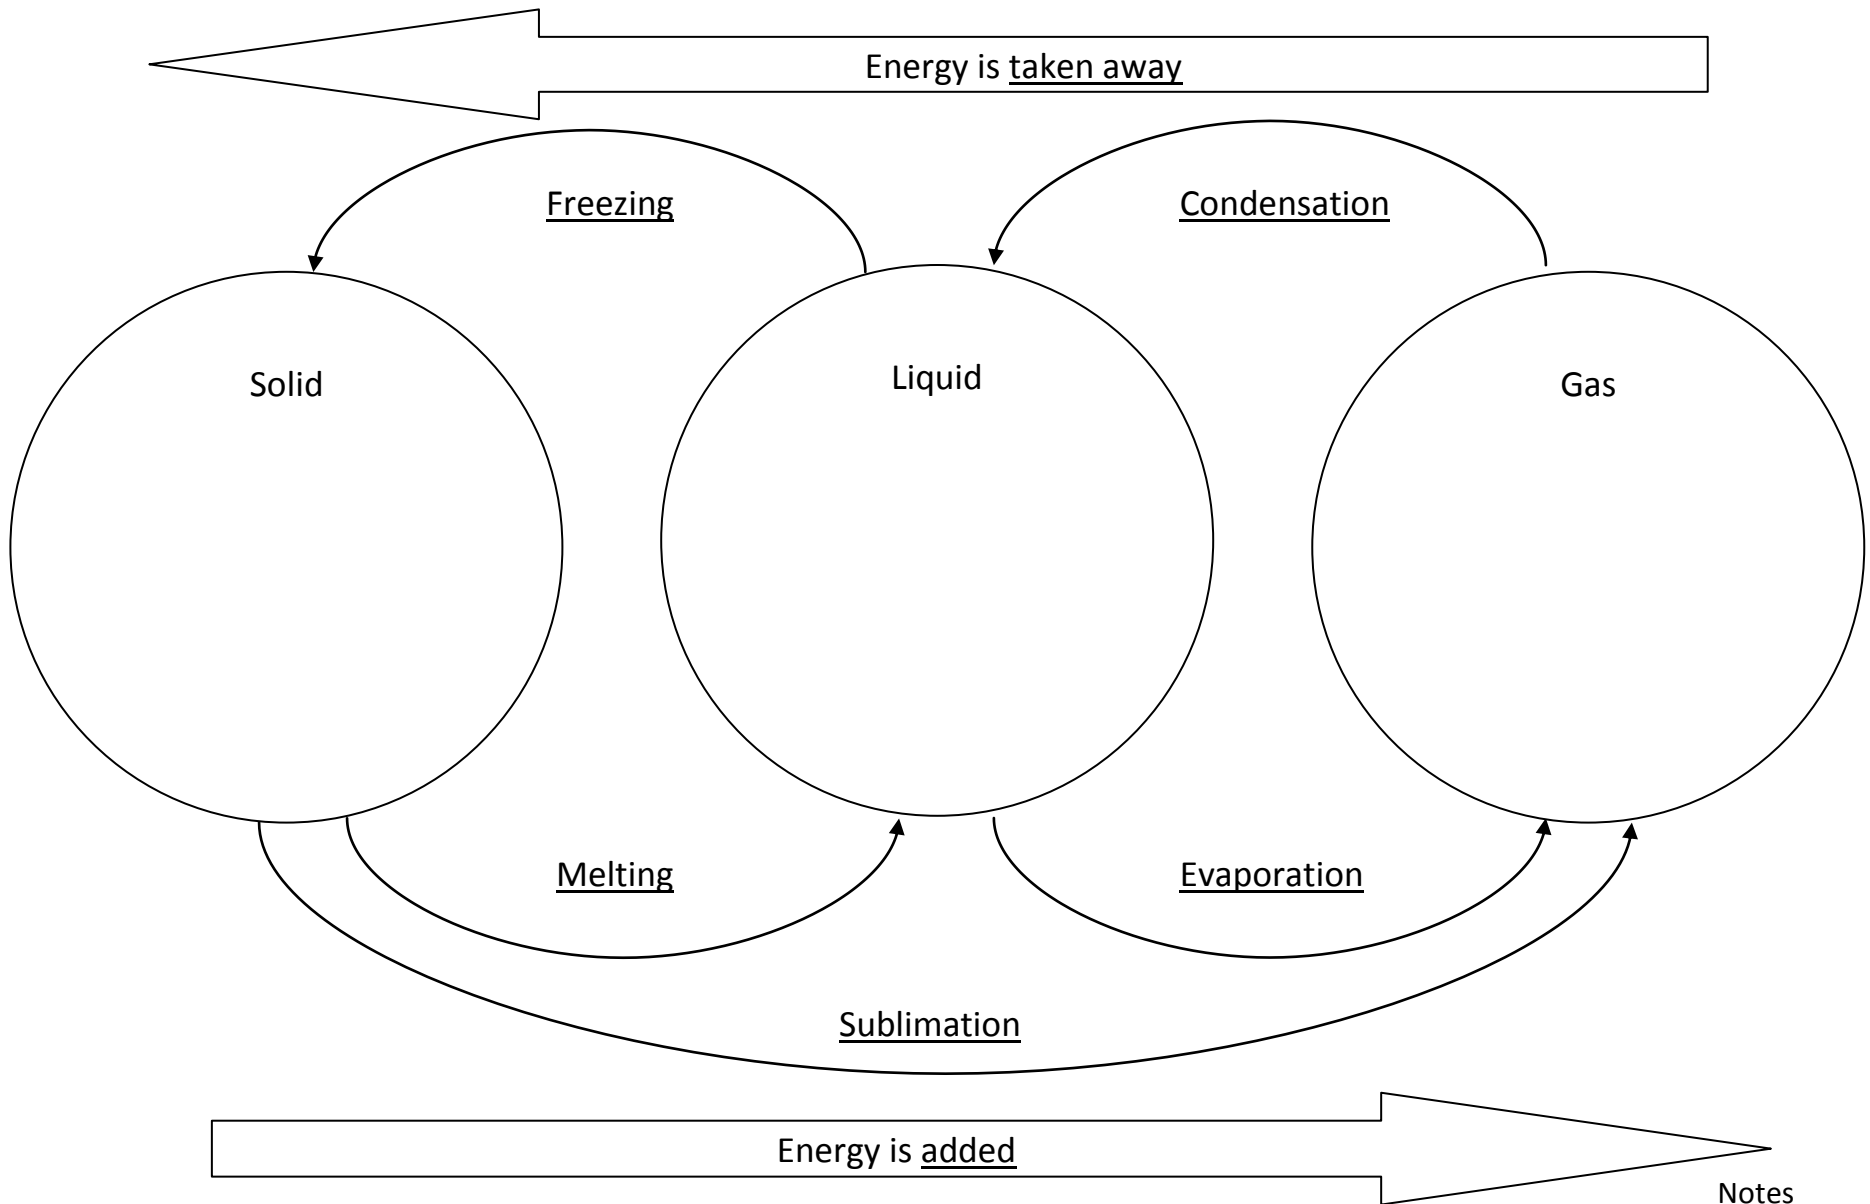 Energy is taken away
Freezing
Condensation
Solid
Liquid
Gas
Melting
Evaporation
Sublimation
Energy is added
Notes